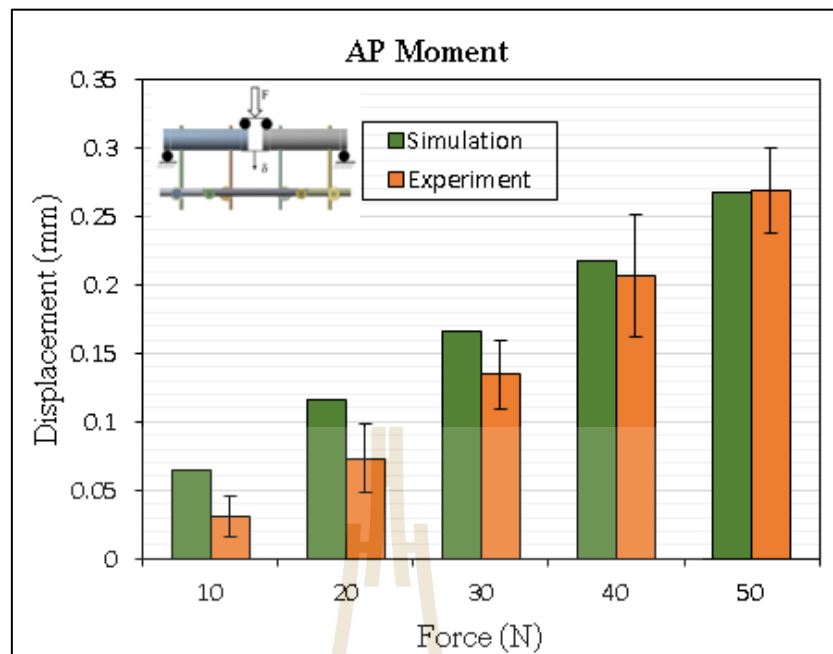 AP Moment
0.35
0.3
0.25
0.2
0.15
0.1
0.05
0
Displacement (mm)
F
δ
Simulation
Experiment
10 20 30 40 50
Force (N)